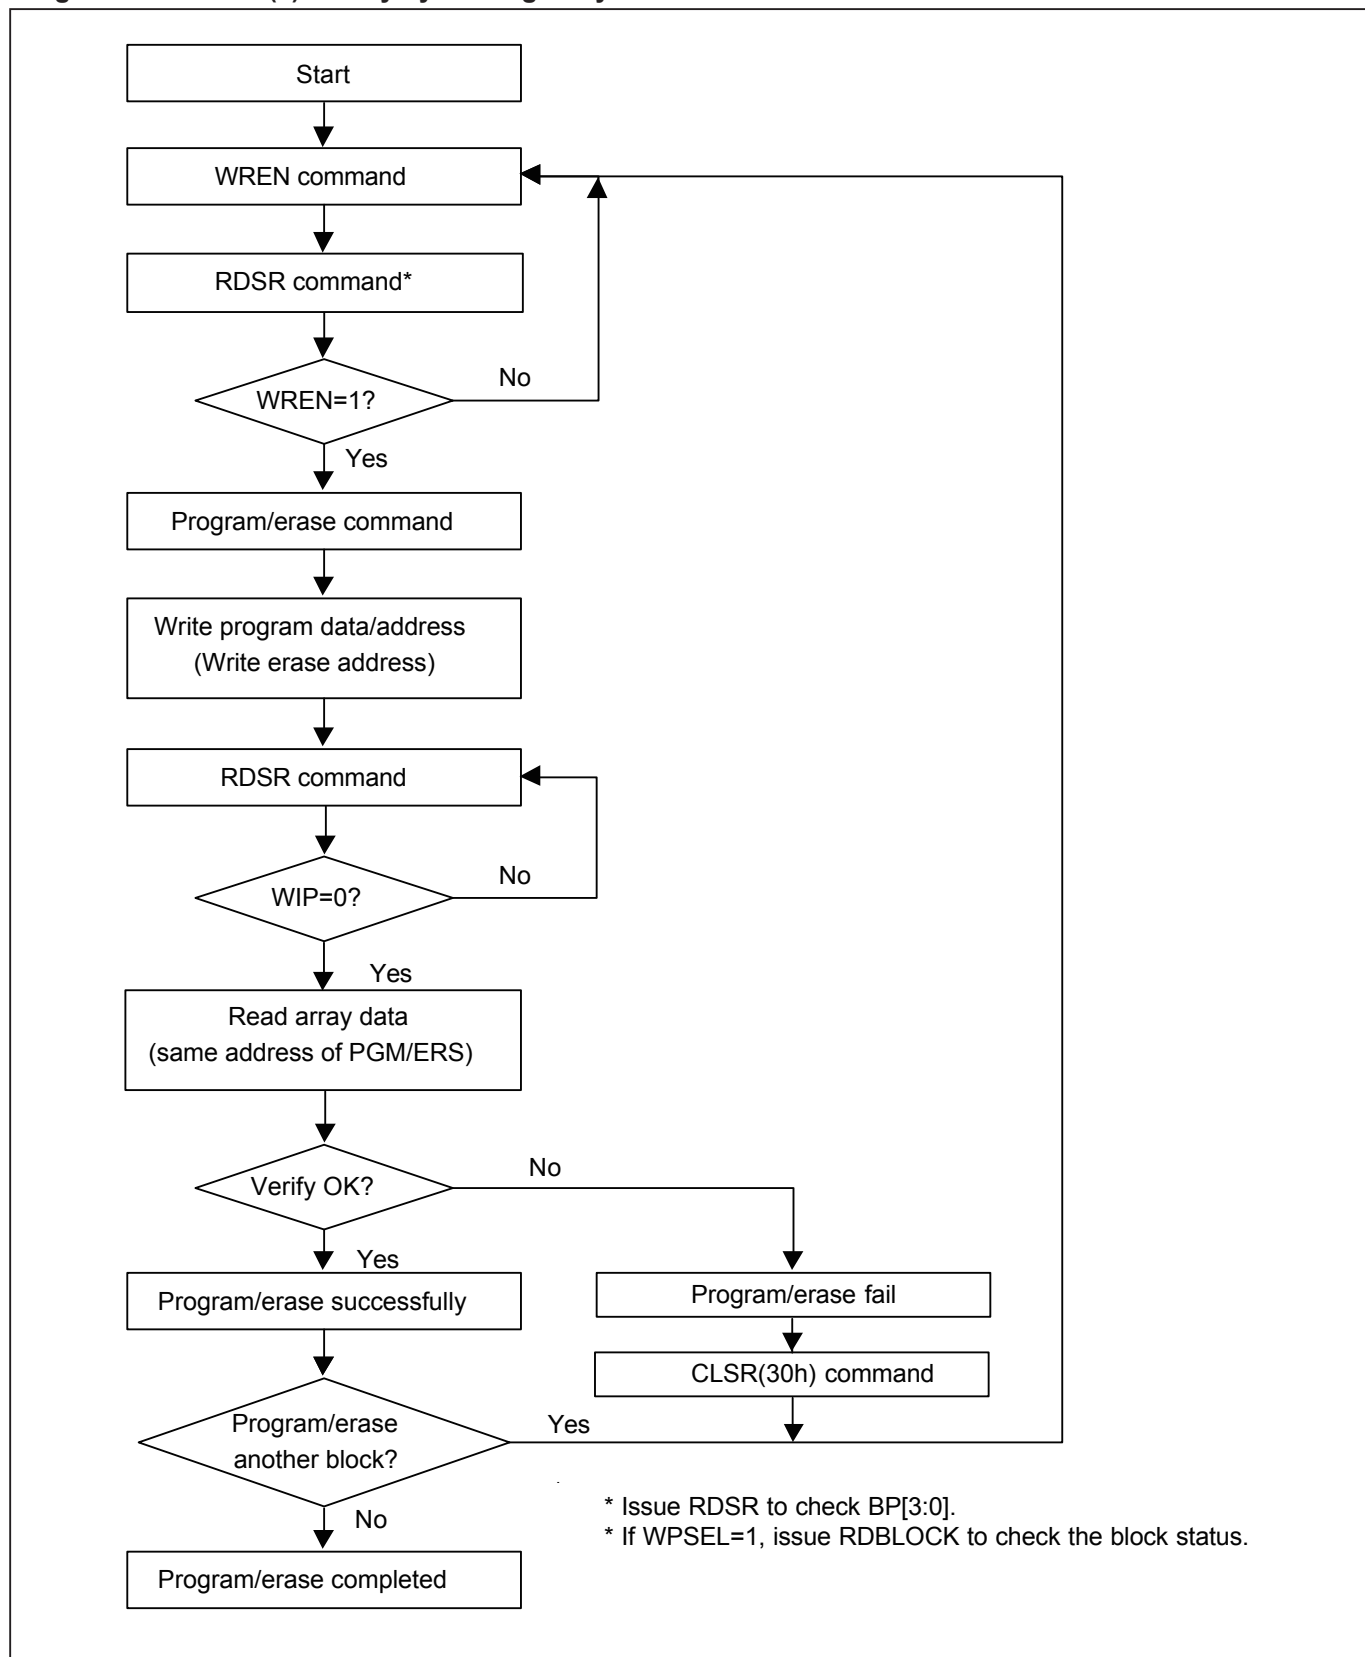 Start
WREN command
RDSR command*
WREN=1?
No
Yes
Program/erase command
Write program data/address
(Write erase address)
RDSR command
WIP=0?
No
Yes
Read array data
(same address of PGM/ERS)
Verify OK?
No
Yes
Program/erase successfully
Program/erase fail
CLSR(30h) command
Program/erase
another block?
Yes
No
* Issue RDSR to check BP[3:0].
* If WPSEL=1, issue RDBLOCK to check the block status.
Program/erase completed